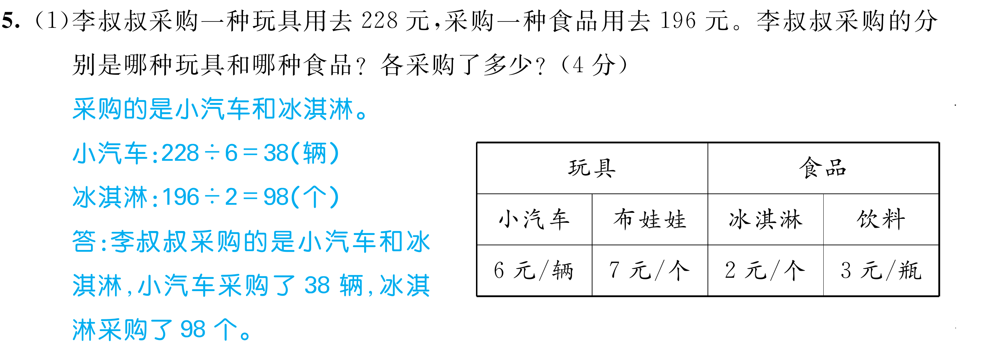 5. (1)李叔叔采购一种玩具用去 228 元,采购一种食品用去 196 元。李叔叔采购的分
别是哪种玩具和哪种食品？各采购了多少？(4 分)
采购的是小汽车和冰淇淋。
小汽车:228÷6=38(辆)
冰淇淋:196÷2=98(个)
答:李叔叔采购的是小汽车和冰
淇淋,小汽车采购了 38 辆,冰淇
淋采购了 98 个。
玩具 食品
小汽车 布娃娃 冰淇淋 饮料
6 元/辆 7 元/个 2 元/个 3 元/瓶